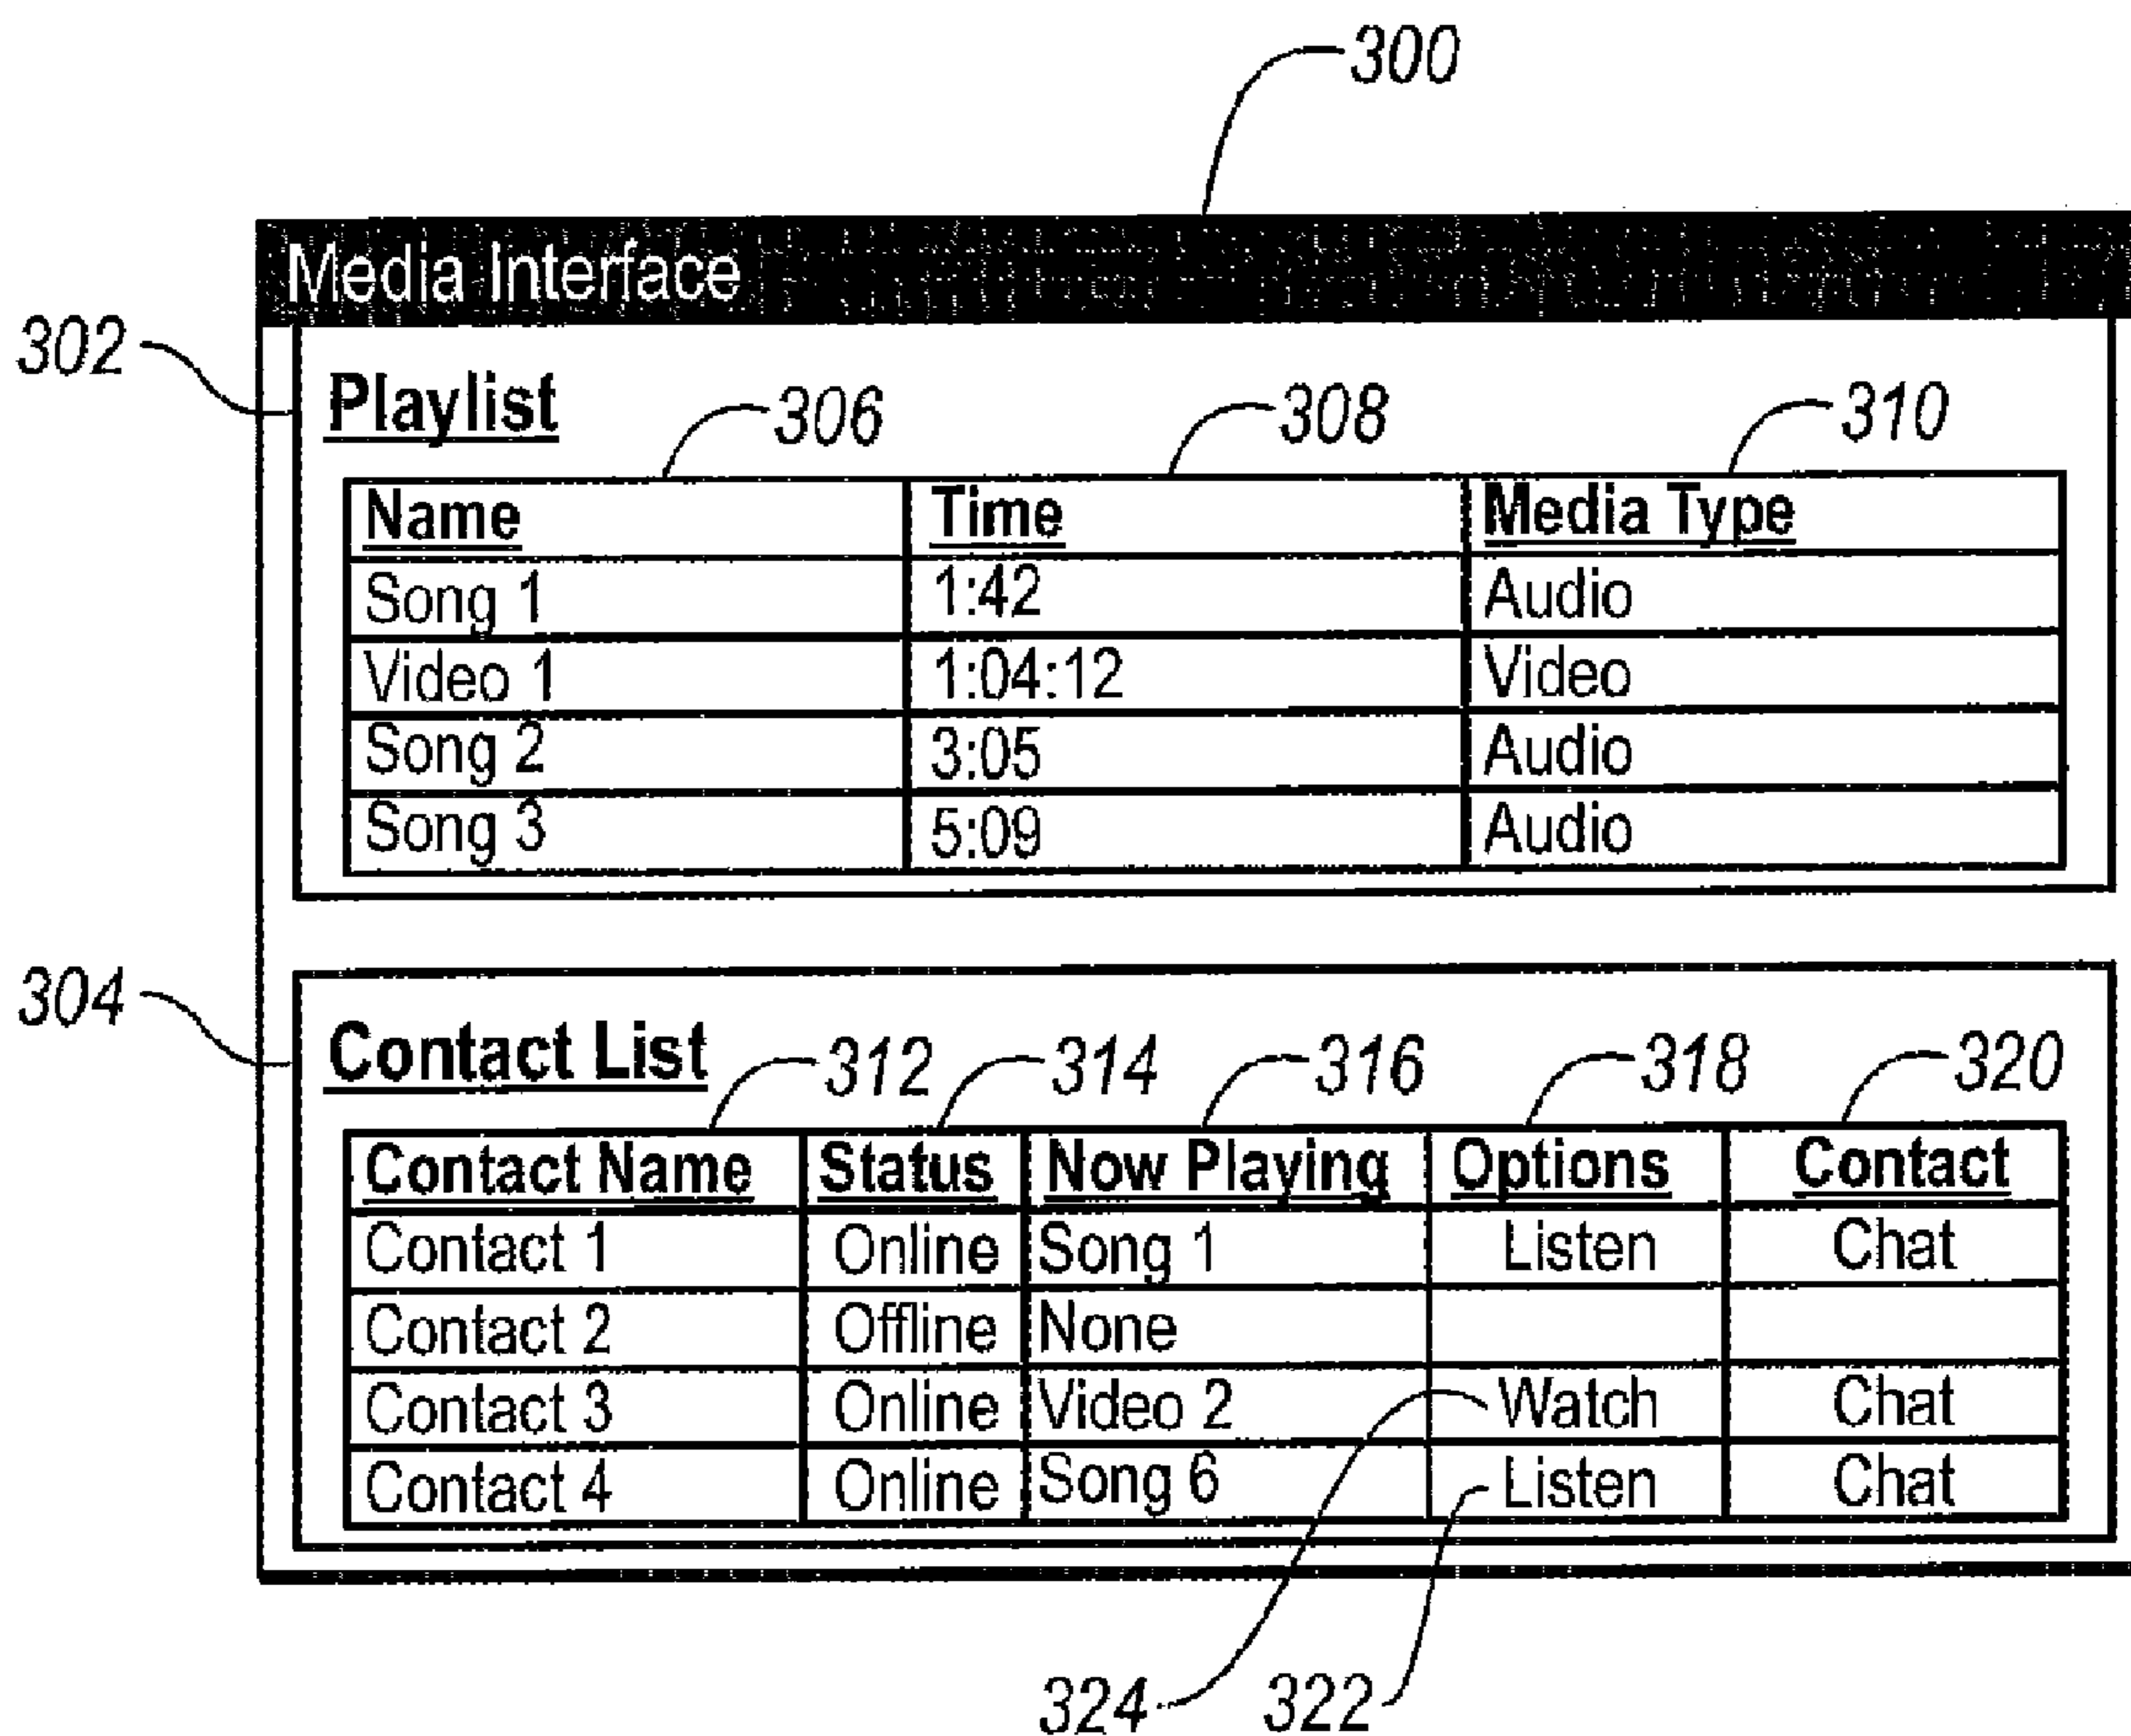 300
Media Interface
302
Playlist
306 308 310
Name Time Media Type
Song 1 1:42 Audio
Video 1 1:04:12 Video
Song 2 3:05 Audio
Song 3 5:09 Audio
304
Contact List
312 314 316 318 320
Contact Name Status Now Playing Options Contact
Contact 1 Online Song 1 Listen Chat
Contact 2 Offline None
Contact 3 Online Video 2 Watch Chat
Contact 4 Online Song 6 Listen Chat
324 322